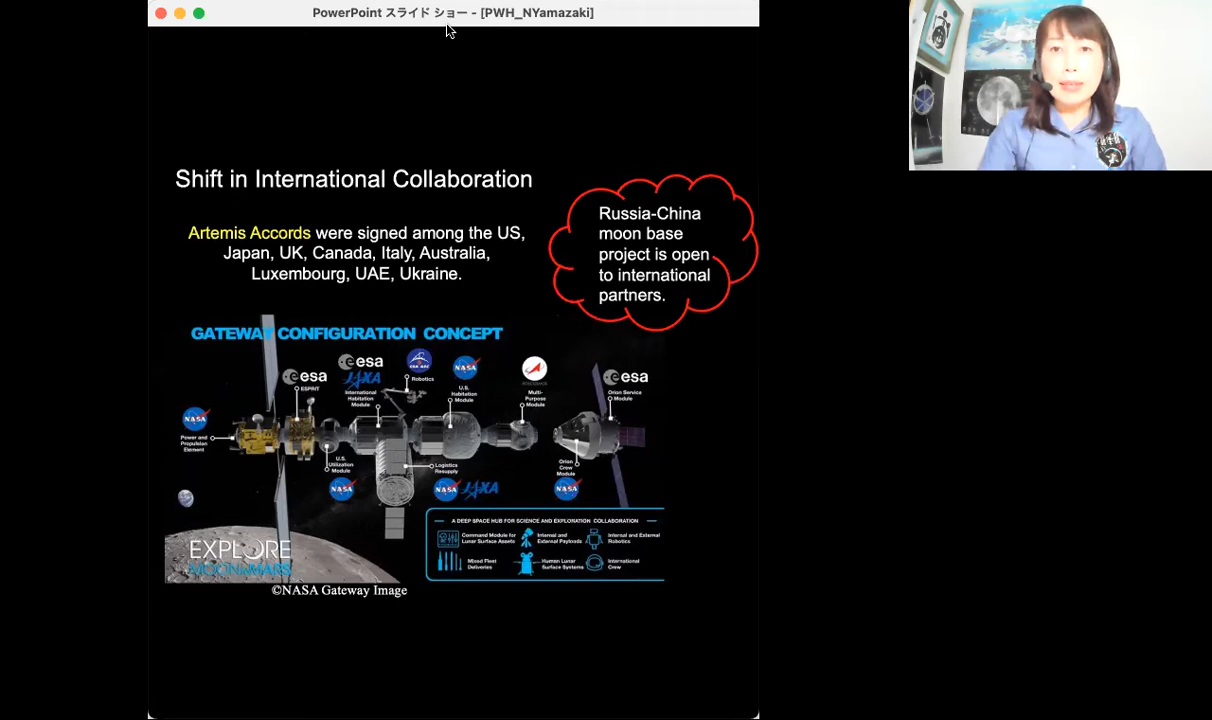 PowerPoint スライド ショー - [PWH_NYamazaki]
Shift in International Collaboration
Artemis Accords were signed among the US,
Japan, UK, Canada, Italy, Australia,
Luxembourg, UAE, Ukraine.
Russia-China
moon base
project is open
to international
partners.
GATEWAY CONFIGURATION CONCEPT
esa
ESPRIT
esa
JAXA
International
Habitation
Module
Robotics
NASA
U.S.
Habitation
Module
Multi-
Purpose
Module
esa
Orion Service
Module
NASA
Power and
Propulsion
Element
U.S.
Utilization
Module
NASA
Logistics
Resupply
NASA JAXA
Orion
Crew
Module
NASA
A DEEP SPACE HUB FOR SCIENCE AND EXPLORATION COLLABORATION
Command Module for
Lunar Surface Assets
Internal and
External Payloads
Internal and External
Robotics
Mixed Fleet
Deliveries
Human Lunar
Surface Systems
International
Crew
EXPLORE
MOON&MARS
©NASA Gateway Image